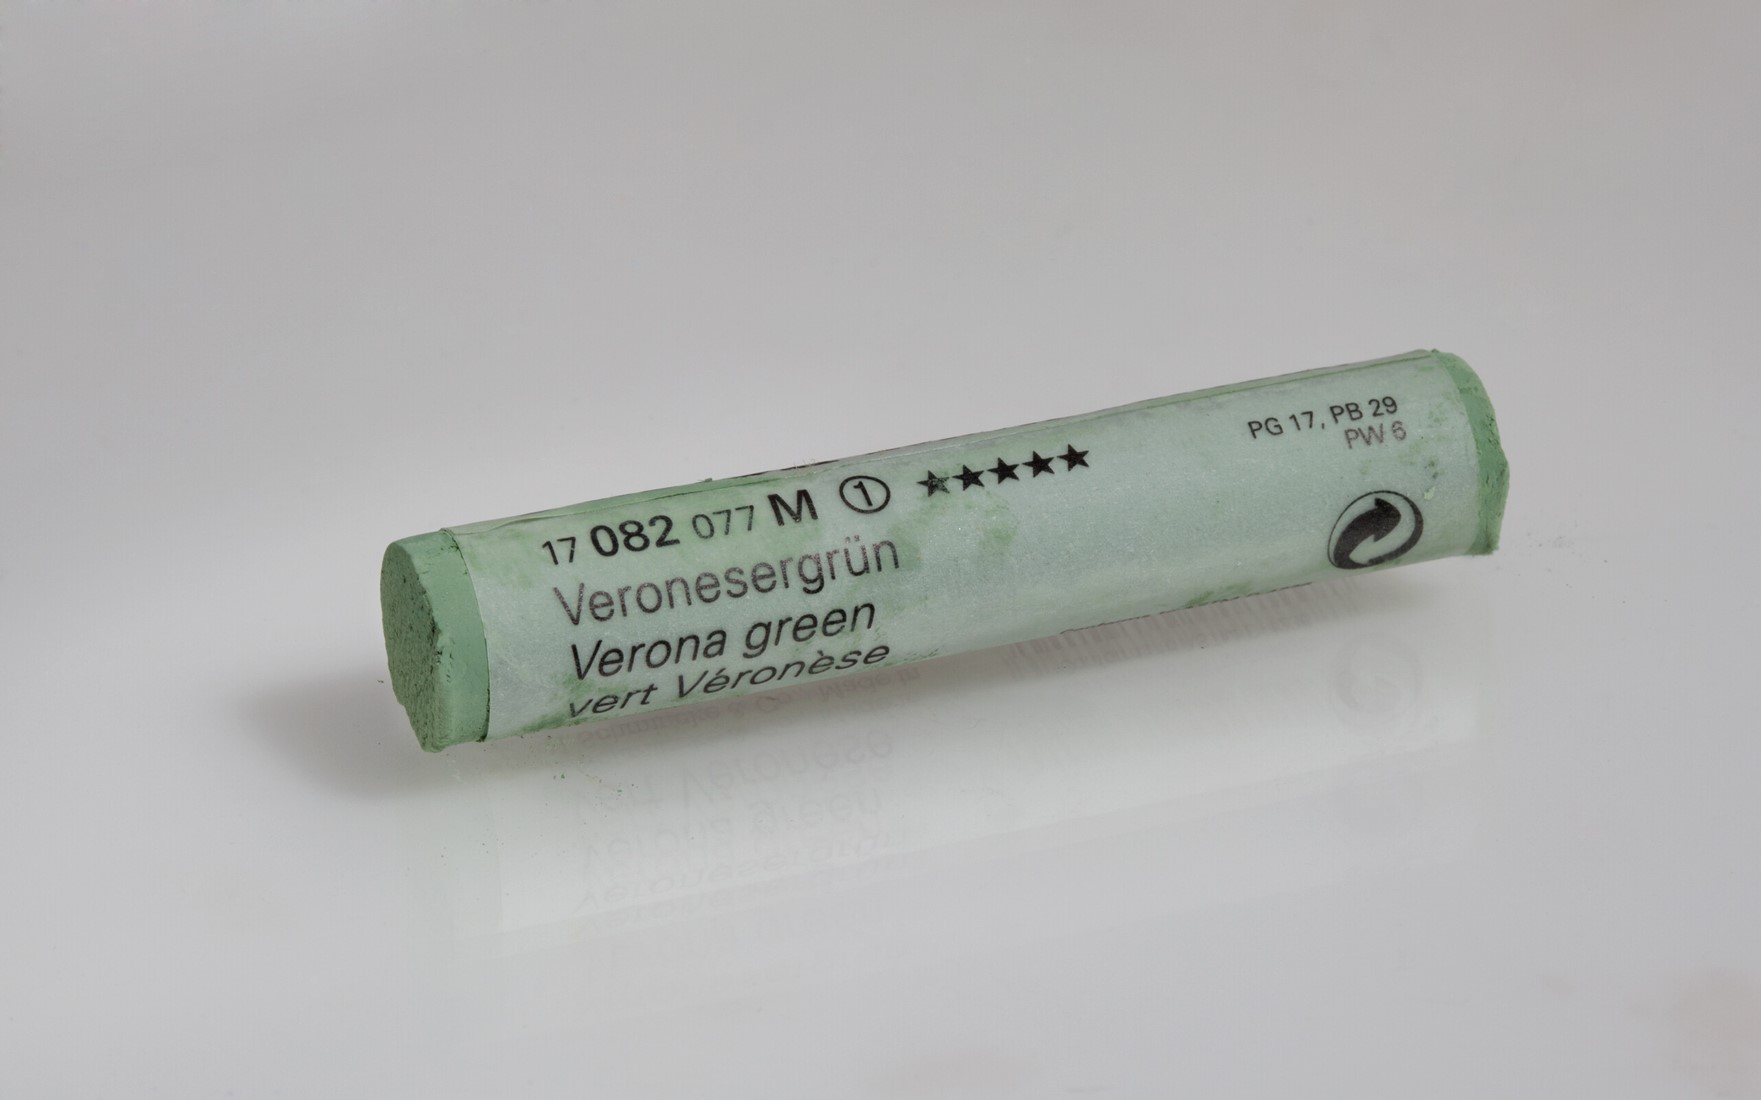 17 082 077 M ① ★★★★★
Veronesergrün
Verona green
vert Véronèse
PG 17, PB 29
PW 6